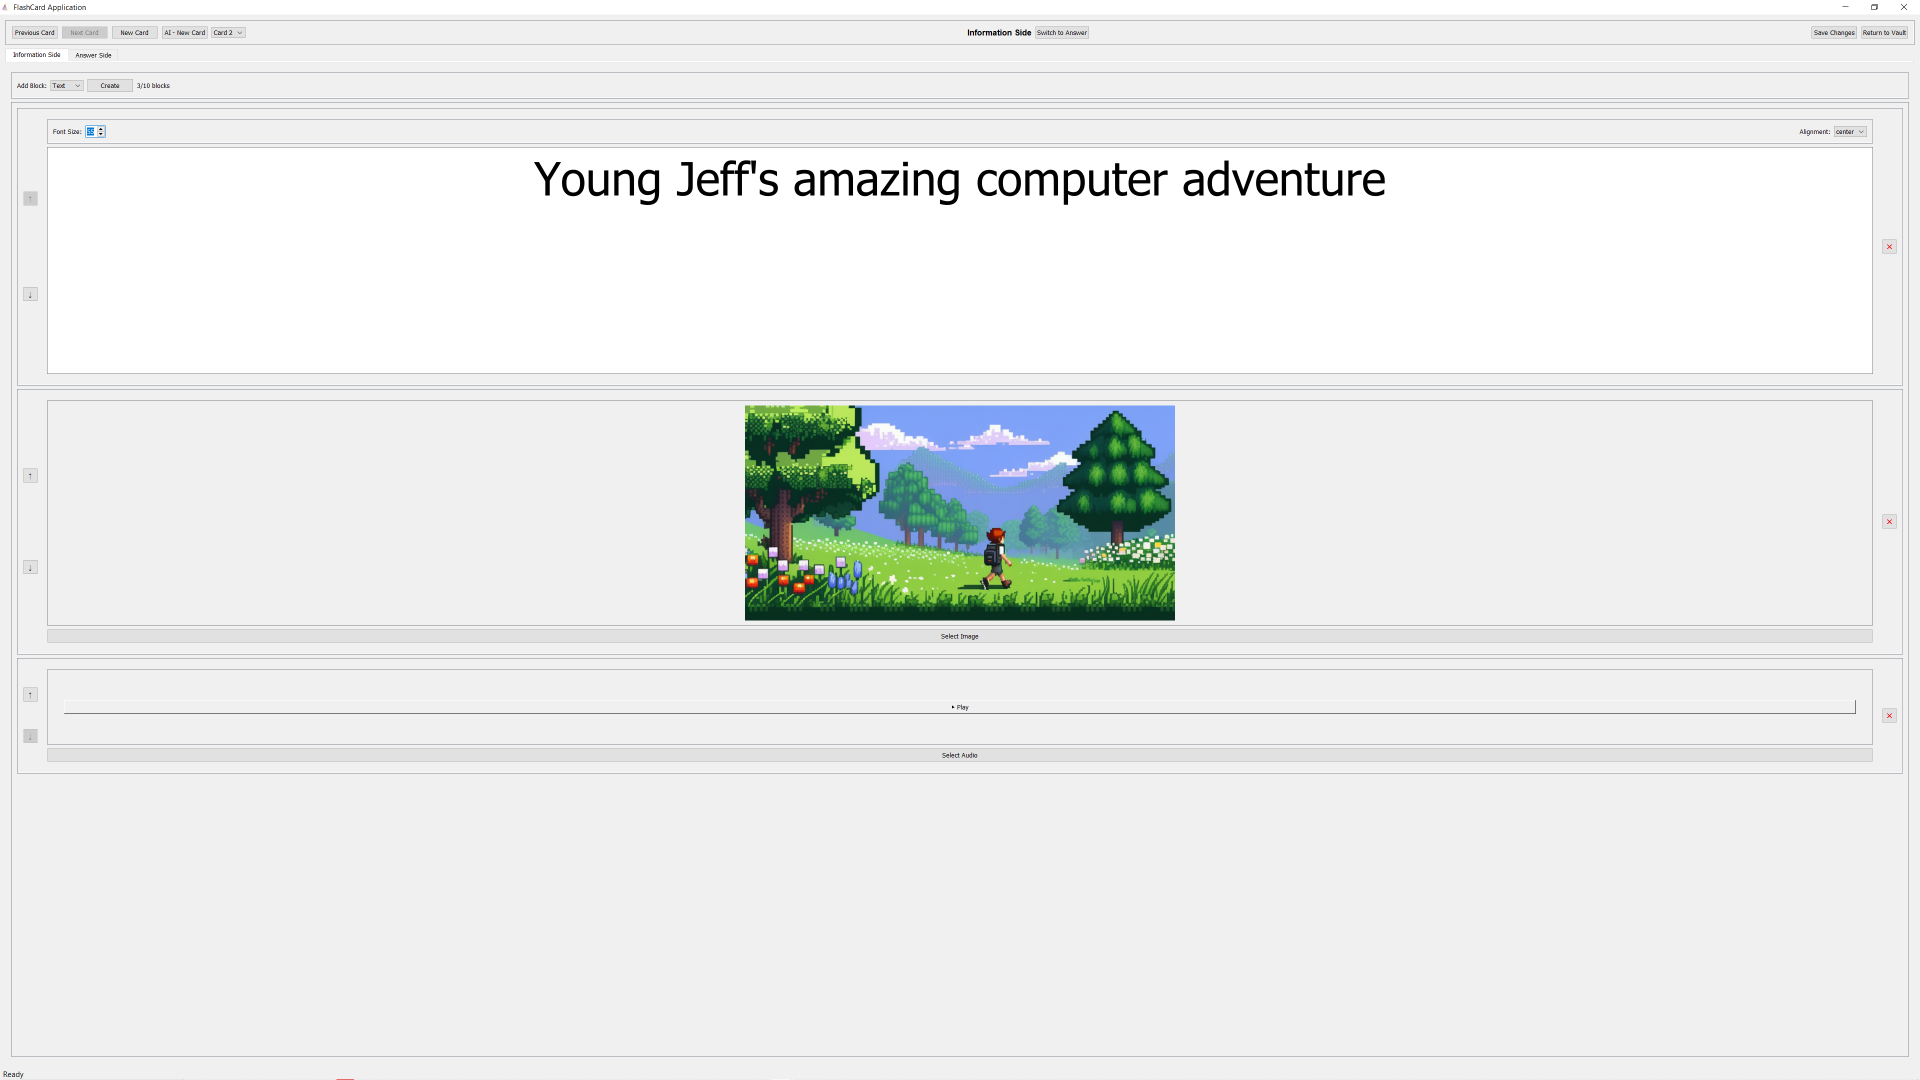 FlashCard Application
Previous Card Next Card New Card AI - New Card Card 2 Information Side Switch to Answer Save Changes Return to Vault
Information Side Answer Side
Add Block: Text Create 3/10 blocks
Font Size: Alignment: center
Young Jeff's amazing computer adventure
Select Image
Play
Select Audio
Ready